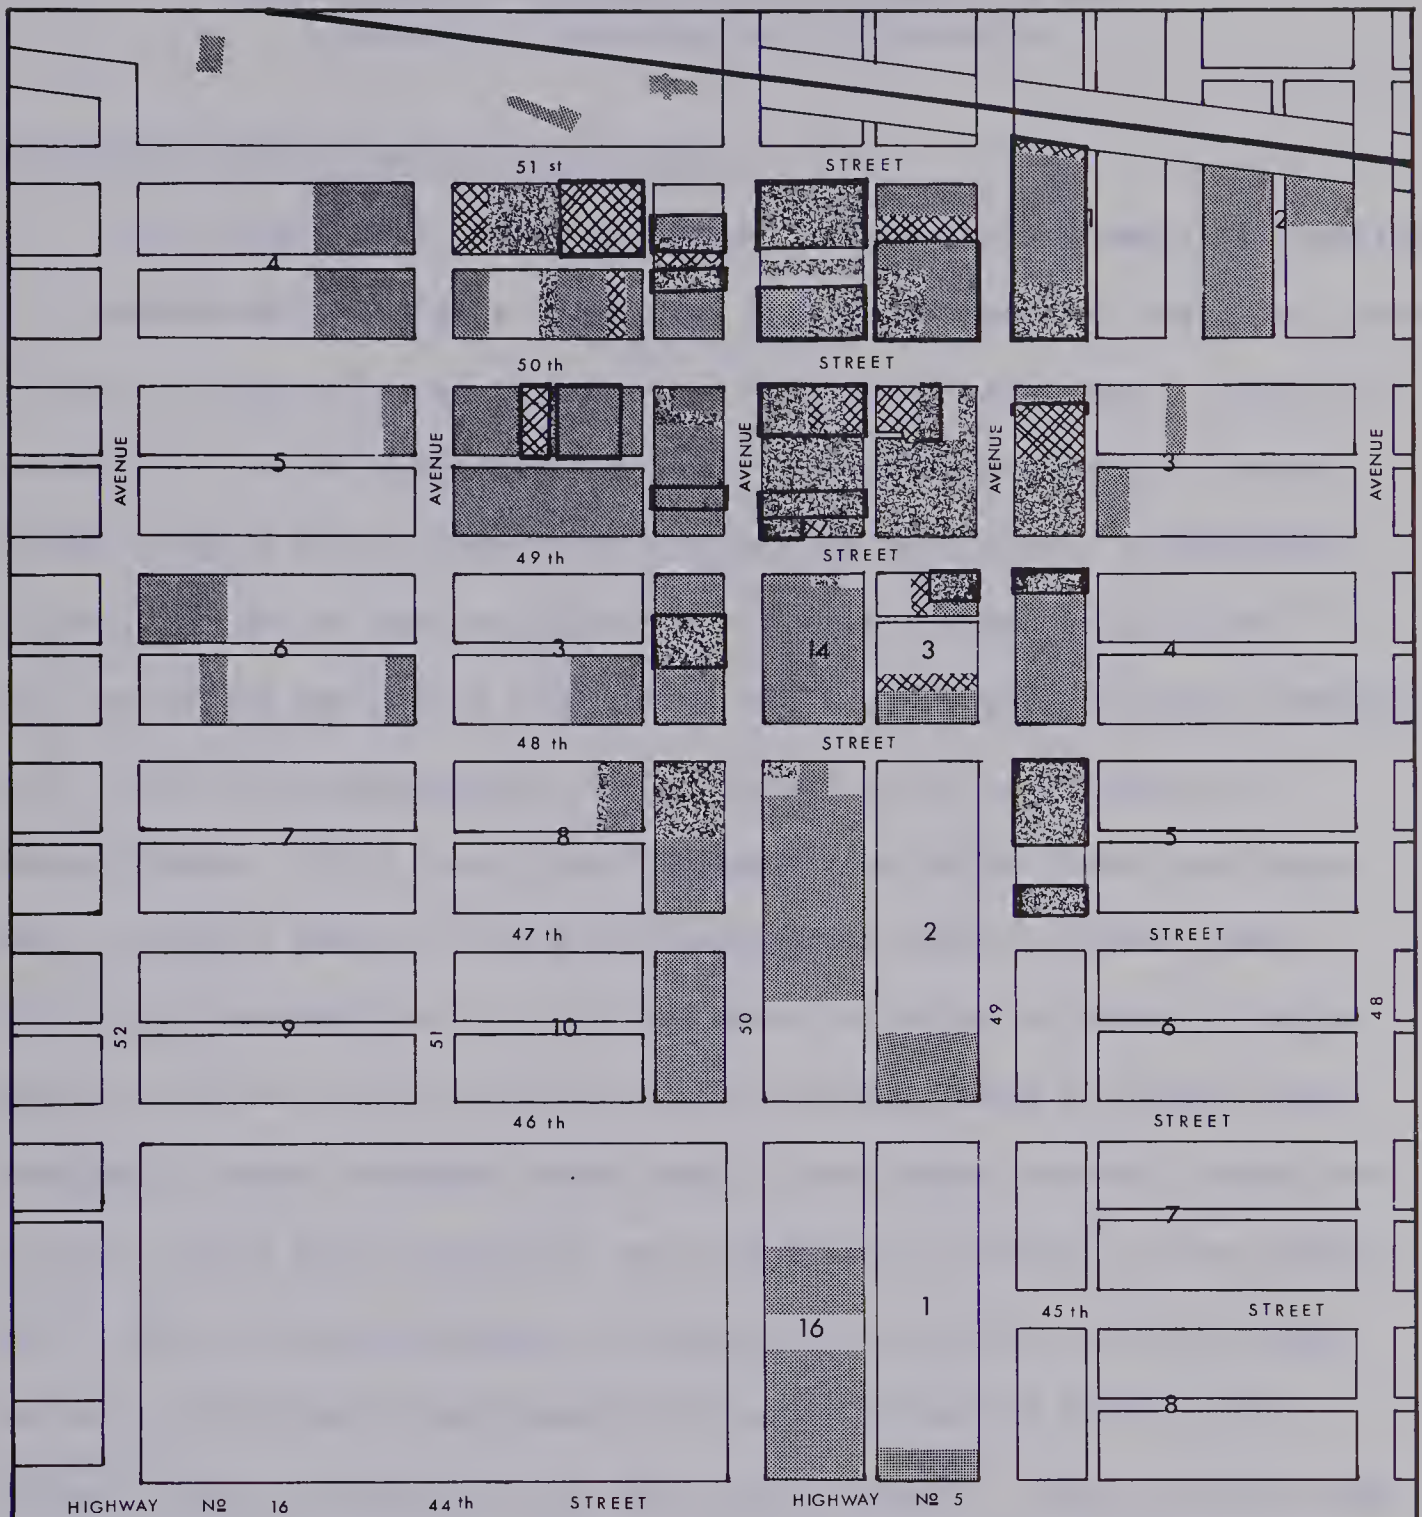 51 st STREET
1 2
4
50 th STREET
AVENUE AVENUE AVENUE AVENUE AVENUE
5 3
49 th STREET
6 3 14 3 4
48 th STREET
7 8 5
2
47 th STREET
52 51 50 49 48
9 10 6
46 th STREET
7
1
16
45 th STREET
8
HIGHWAY Nº 16 44 th STREET HIGHWAY Nº 5